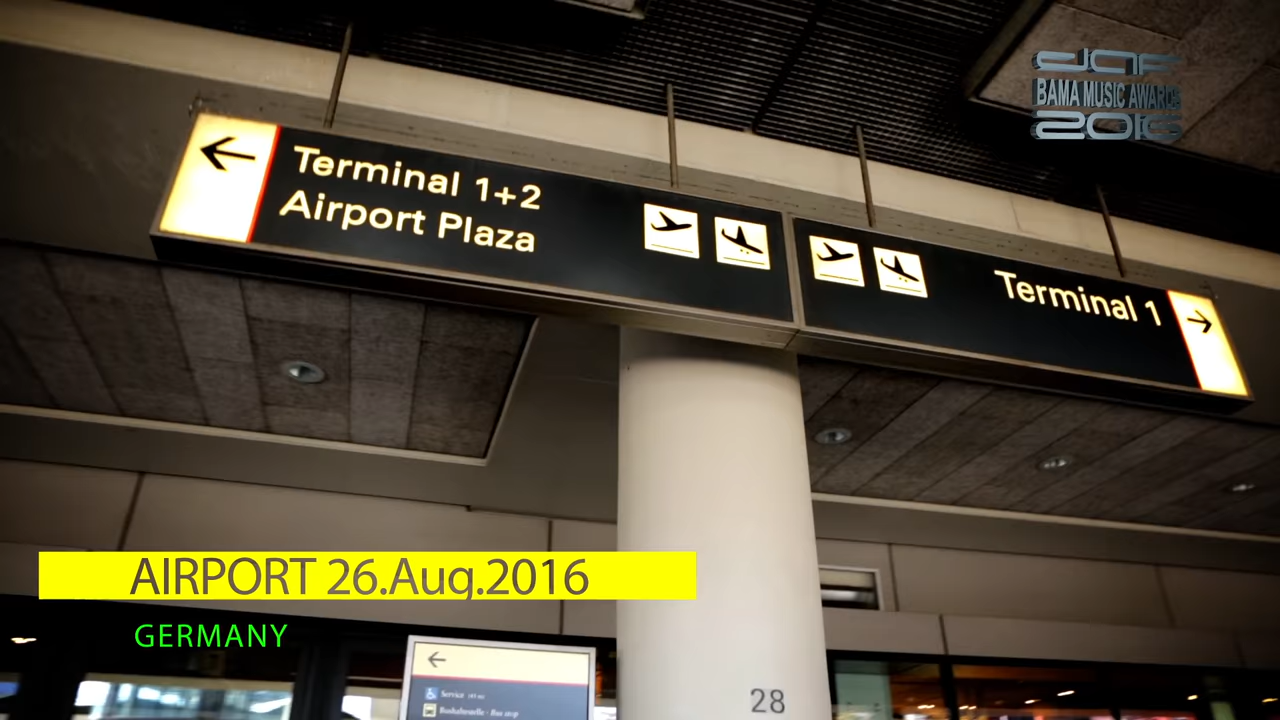 daf
BAMA MUSIC AWARDS
2016
Terminal 1+2
Airport Plaza
Terminal 1
AIRPORT 26.Aug.2016
GERMANY
Service
Bushaltestelle · Bus stop
28